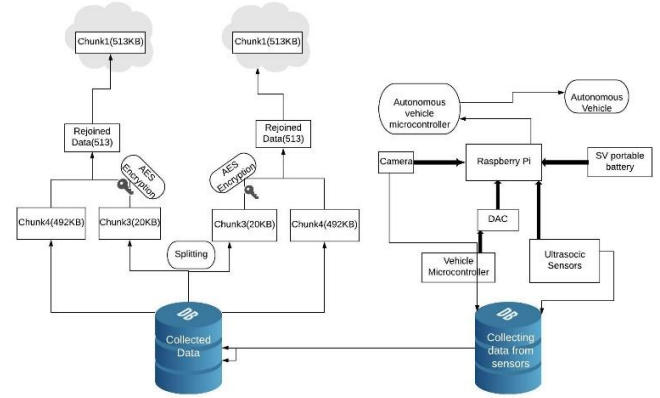 Chunk1(513KB)
Chunk1(513KB)
Rejoined
Data(513)
Rejoined
Data(513)
AES
Encryption
AES
Encryption
Chunk4(492KB)
Chunk3(20KB)
Chunk3(20KB)
Chunk4(492KB)
Splitting
DB
Collected
Data
Autonomous
vehicle
microcontroller
Autonomous
Vehicle
Camera
Raspberry Pi
SV portable
battery
DAC
Vehicle
Microcontroller
Ultrasocic
Sensors
DB
Collecting
data from
sensors